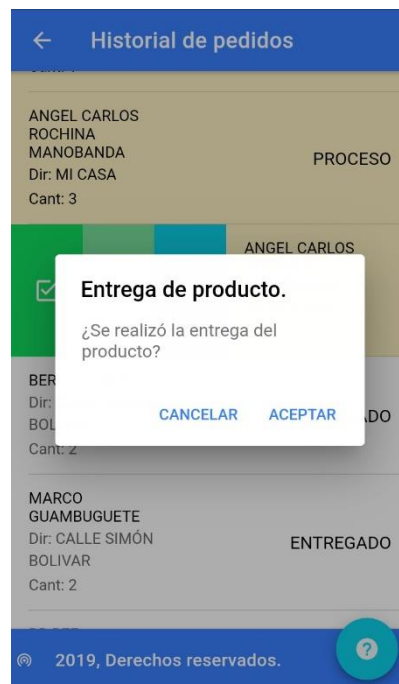 Historial de pedidos
ANGEL CARLOS
ROCHINA
MANOBANDA
Dir: MI CASA
Cant: 3
PROCESO
ANGEL CARLOS
Entrega de producto.
¿Se realizó la entrega del
producto?
CANCELAR ACEPTAR
BER
Dir:
BOL
Cant: 2
DO
MARCO
GUAMBUGUETE
Dir: CALLE SIMÓN
BOLIVAR
Cant: 2
ENTREGADO
2019, Derechos reservados.
?